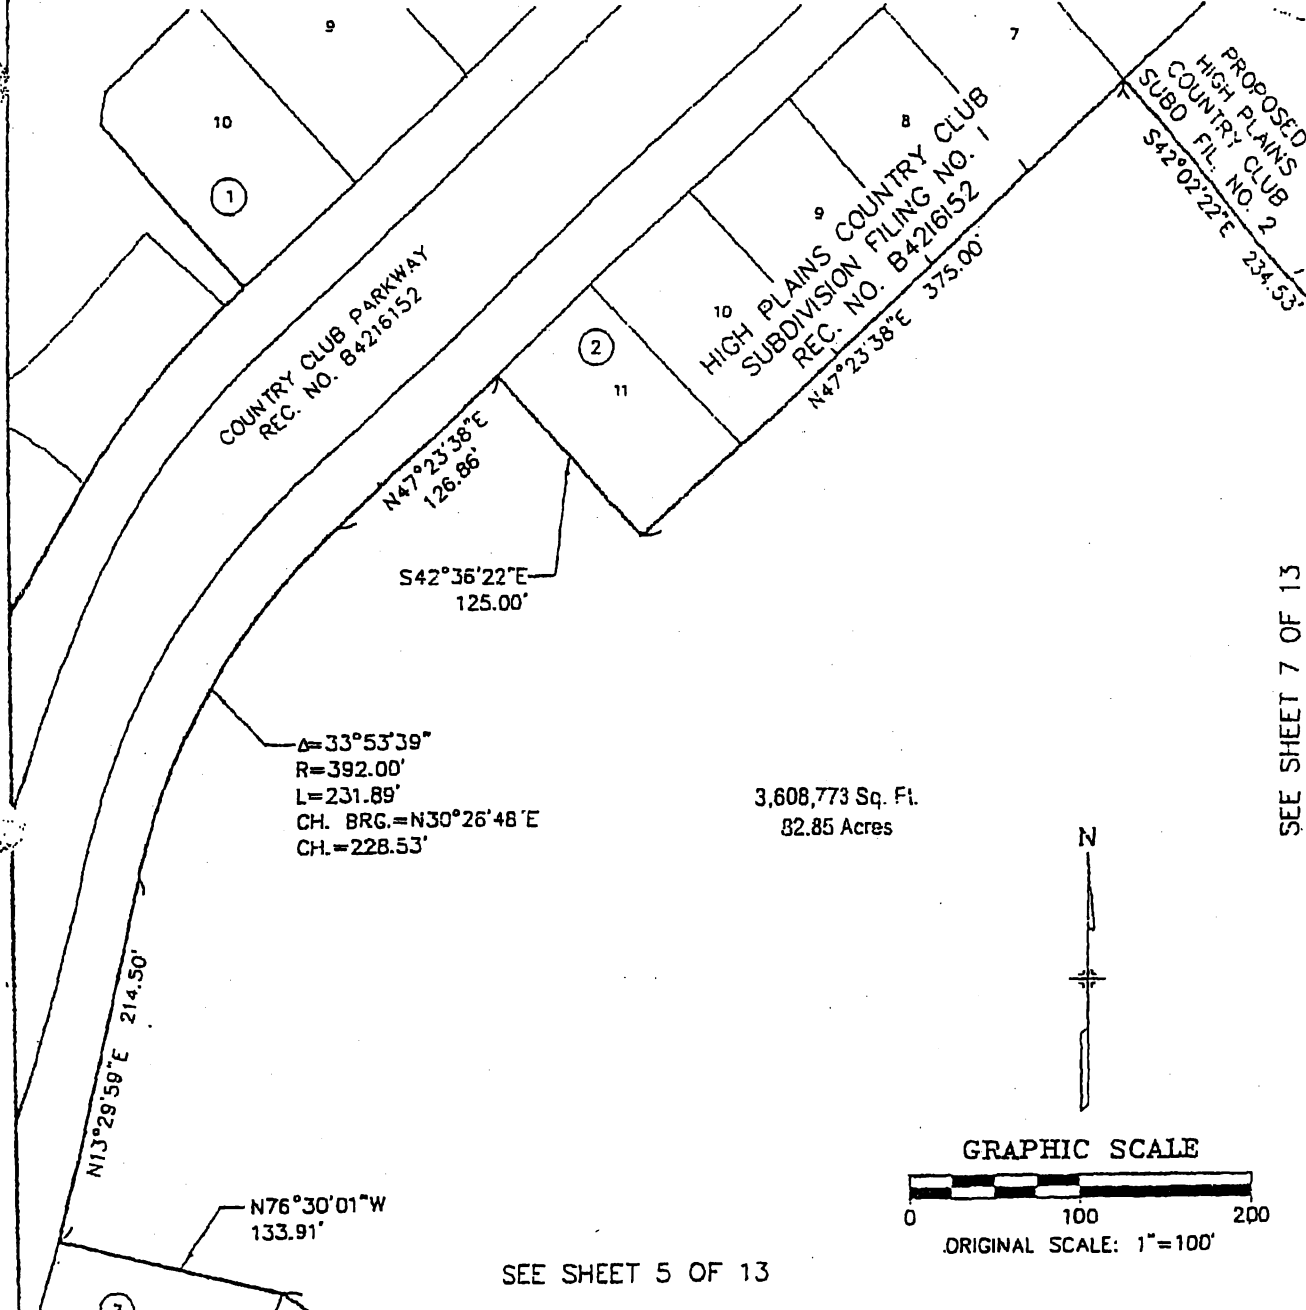 9
7
10
8
1
9
10
2
11
PROPOSED
HIGH PLAINS
COUNTRY CLUB
SUBD FIL. NO. 2
S42°02'22"E 234.53'
HIGH PLAINS COUNTRY CLUB
SUBDIVISION FILING NO. 1
REC. NO. B4216152
N47°23'38"E 375.00'
COUNTRY CLUB PARKWAY
REC. NO. B4216152
N47°23'38"E
126.86'
S42°36'22"E
125.00'
Δ=33°53'39"
R=392.00'
L=231.89'
CH. BRG.=N30°26'48"E
CH.=228.53'
3,608,773 Sq. Ft.
82.85 Acres
SEE SHEET 7 OF 13
N
N13°29'59"E 214.50'
GRAPHIC SCALE
0 100 200
ORIGINAL SCALE: 1"=100'
N76°30'01"W
133.91'
SEE SHEET 5 OF 13